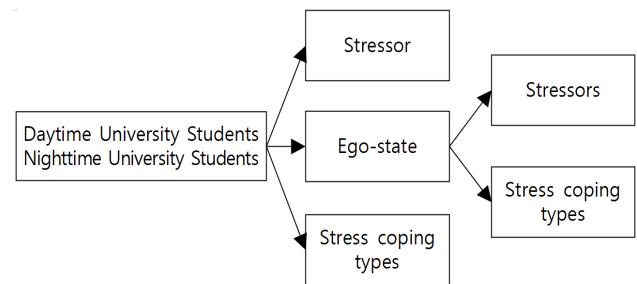 Stressor
Stressors
Daytime University Students
Nighttime University Students
Ego-state
Stress coping
types
Stress coping
types